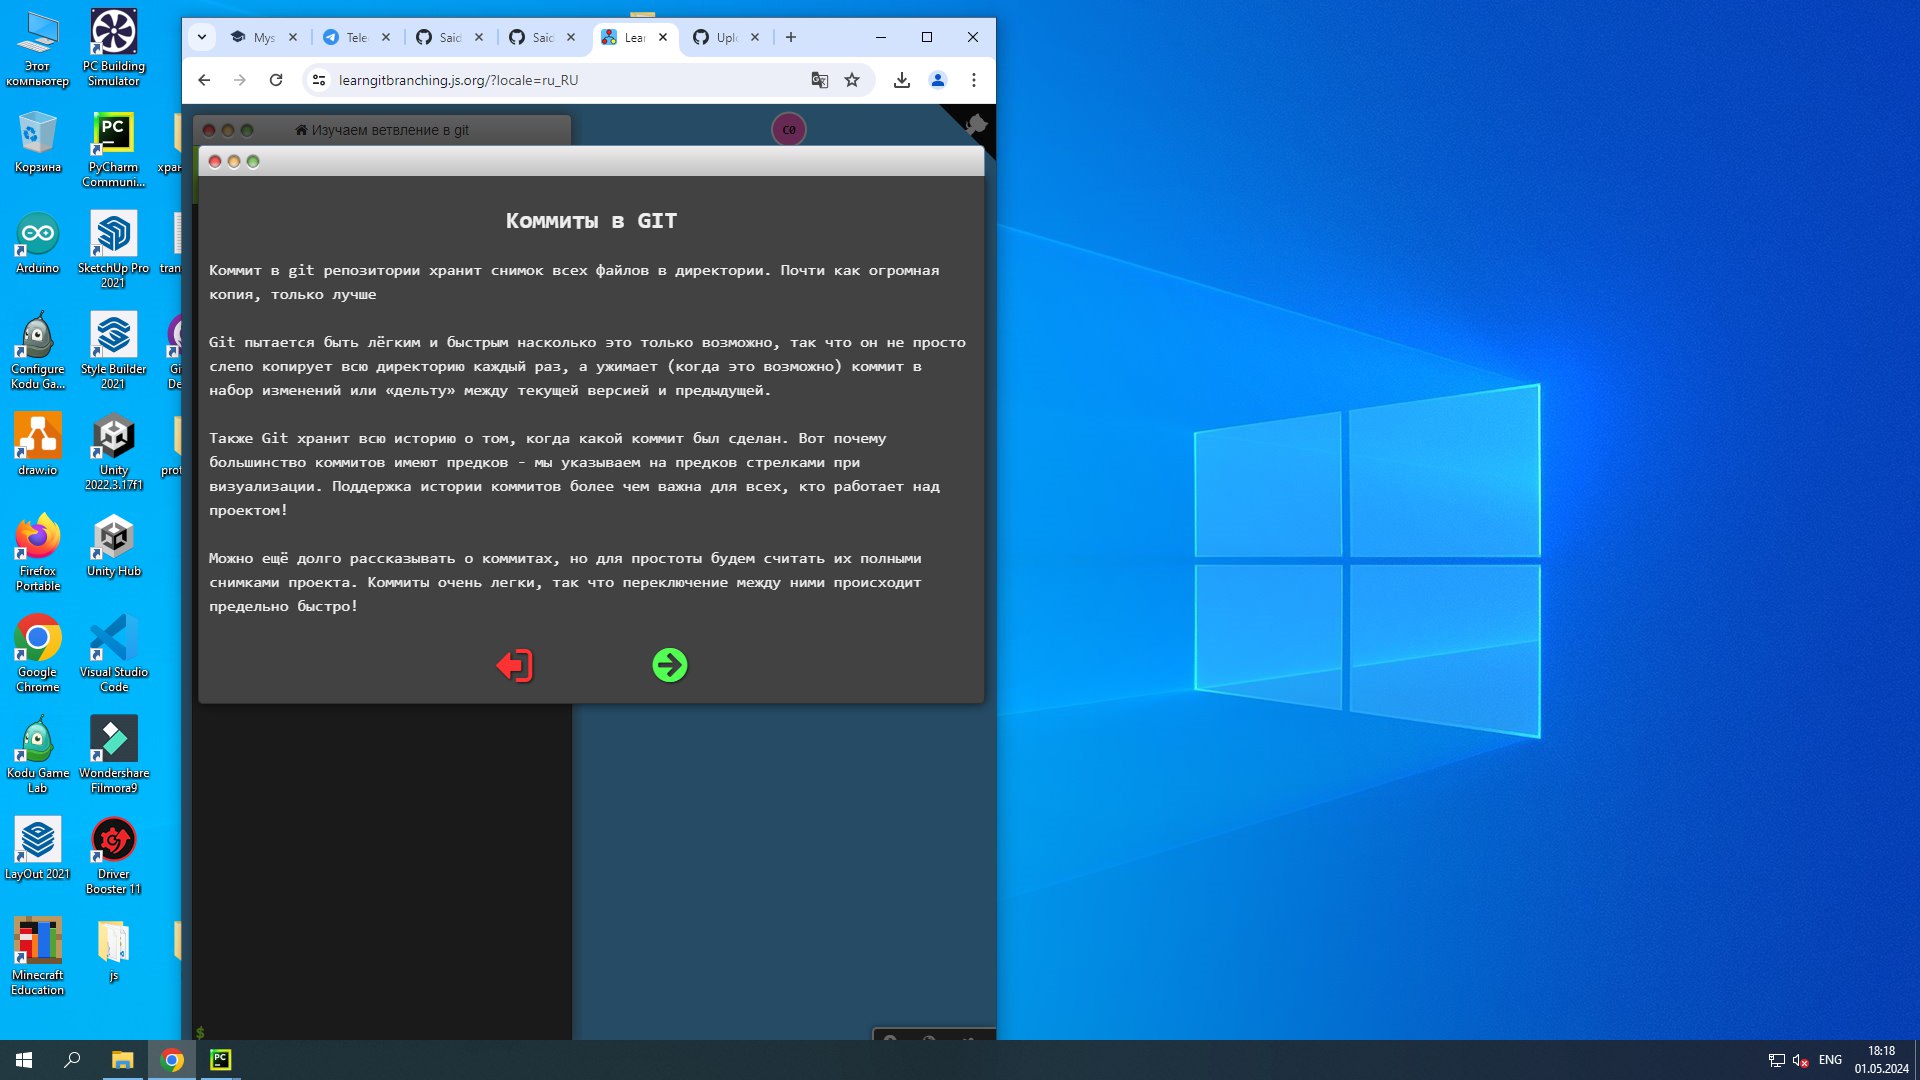 Mys
Tele
Said
Said
Lear
Uplo
learngitbranching.js.org/?locale=ru_RU
Изучаем ветвление в git
C0
Коммиты в GIT
Коммит в git репозитории хранит снимок всех файлов в директории. Почти как огромная
копия, только лучше
Git пытается быть лёгким и быстрым насколько это только возможно, так что он не просто
слепо копирует всю директорию каждый раз, а ужимает (когда это возможно) коммит в
набор изменений или «дельту» между текущей версией и предыдущей.
Также Git хранит всю историю о том, когда какой коммит был сделан. Вот почему
большинство коммитов имеют предков - мы указываем на предков стрелками при
визуализации. Поддержка истории коммитов более чем важна для всех, кто работает над
проектом!
Можно ещё долго рассказывать о коммитах, но для простоты будем считать их полными
снимками проекта. Коммиты очень легки, так что переключение между ними происходит
предельно быстро!
$
Этот
компьютер
PC Building
Simulator
Корзина
PC
PyCharm
Communi...
хран
Arduino
SketchUp Pro
2021
tran
Configure
Kodu Ga...
Style Builder
2021
Gi
De
draw.io
Unity
2022.3.17f1
prot
Firefox
Portable
Unity Hub
Google
Chrome
Visual Studio
Code
Kodu Game
Lab
Wondershare
Filmora9
LayOut 2021
Driver
Booster 11
Minecraft
Education
js
PC
ENG
18:18
01.05.2024